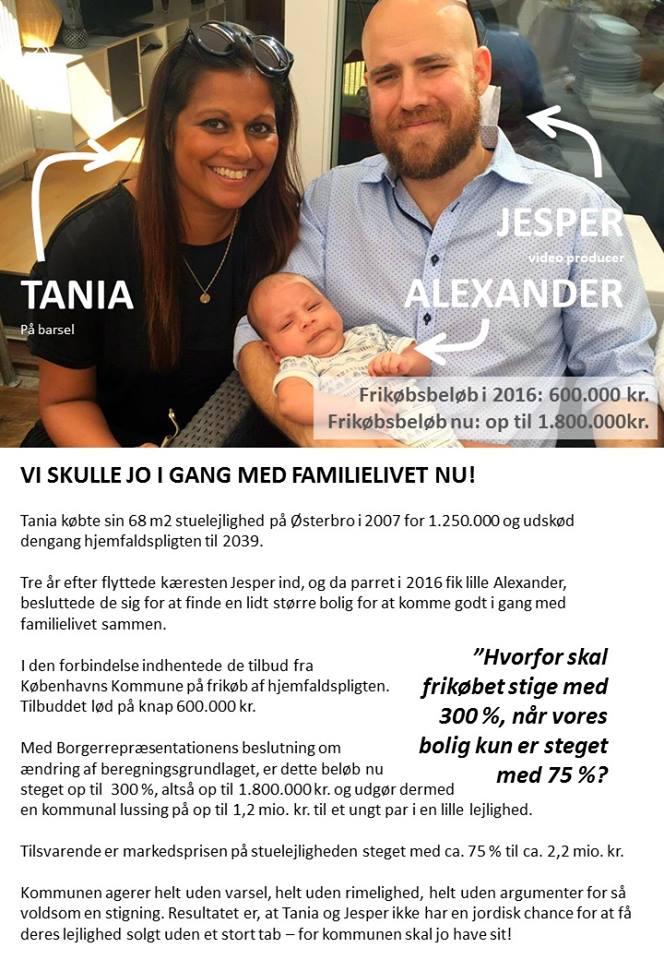 JESPER
video producer
TANIA
På barsel
ALEXANDER
Frikøbsbeløb i 2016: 600.000 kr.
Frikøbsbeløb nu: op til 1.800.000kr.
VI SKULLE JO I GANG MED FAMILIELIVET NU!
Tania købte sin 68 m2 stuelejlighed på Østerbro i 2007 for 1.250.000 og udskød
dengang hjemfaldspligten til 2039.
Tre år efter flyttede kæresten Jesper ind, og da parret i 2016 fik lille Alexander,
besluttede de sig for at finde en lidt større bolig for at komme godt i gang med
familielivet sammen.
I den forbindelse indhentede de tilbud fra
Københavns Kommune på frikøb af hjemfaldspligten.
Tilbuddet lød på knap 600.000 kr.
”Hvorfor skal
frikøbet stige med
300 %, når vores
bolig kun er steget
med 75 %?
Med Borgerrepræsentationens beslutning om
ændring af beregningsgrundlaget, er dette beløb nu
steget op til 300 %, altså op til 1.800.000 kr. og udgør dermed
en kommunal lussing på op til 1,2 mio. kr. til et ungt par i en lille lejlighed.
Tilsvarende er markedsprisen på stuelejligheden steget med ca. 75 % til ca. 2,2 mio. kr.
Kommunen agerer helt uden varsel, helt uden rimelighed, helt uden argumenter for så
voldsom en stigning. Resultatet er, at Tania og Jesper ikke har en jordisk chance for at få
deres lejlighed solgt uden et stort tab – for kommunen skal jo have sit!